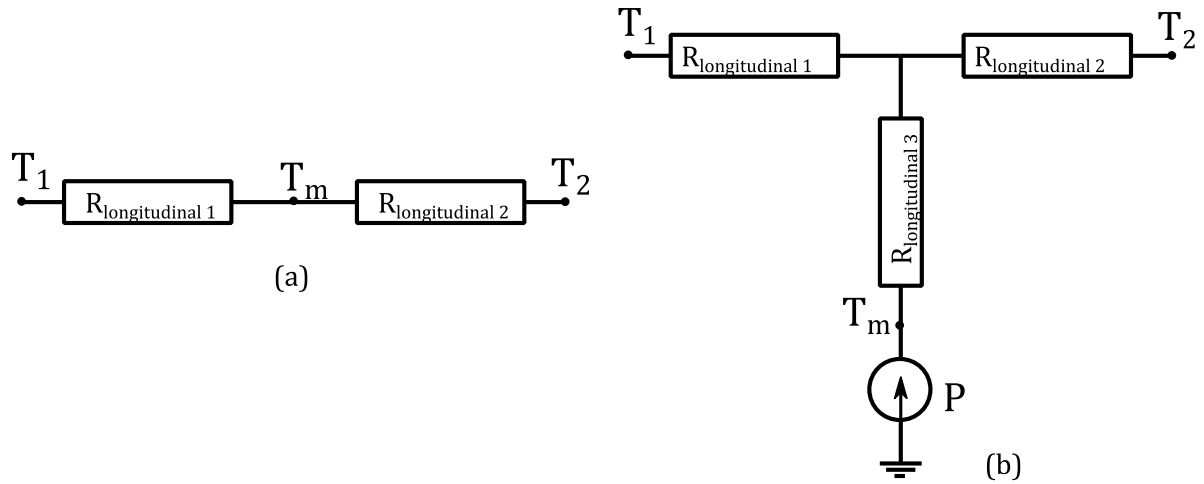 T1 Rlongitudinal 1 Tm Rlongitudinal 2 T2
(a)
T1 Rlongitudinal 1 Rlongitudinal 2 T2
Rlongitudinal 3
Tm
P
(b)